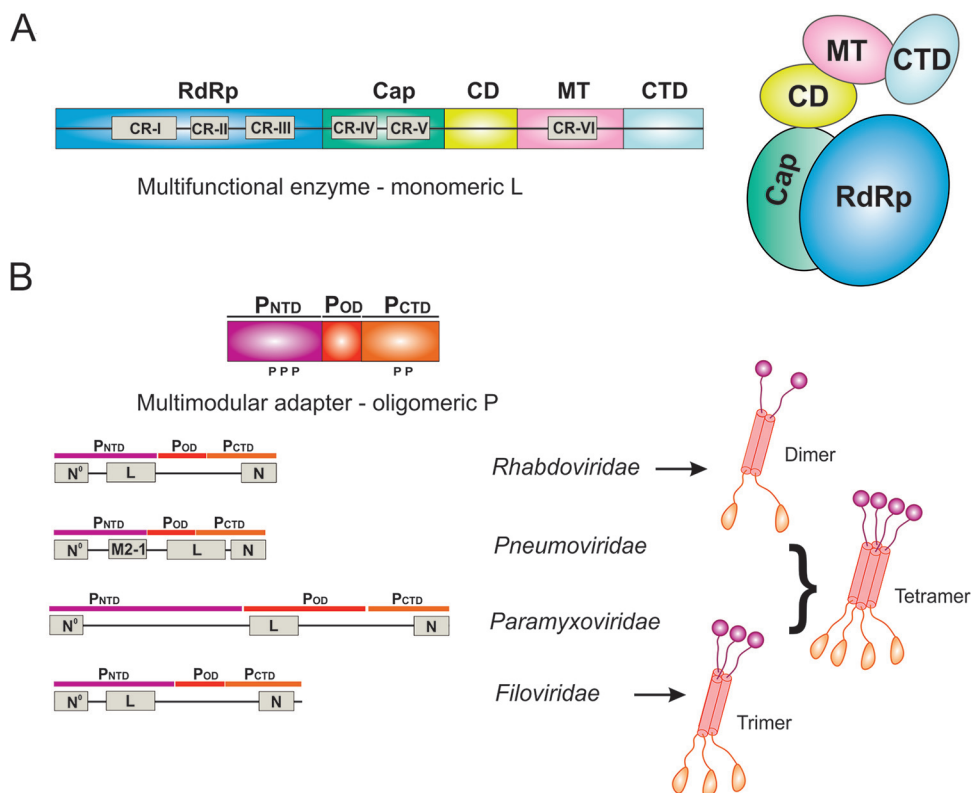 A
RdRp Cap CD MT CTD
CR-I CR-II CR-III CR-IV CR-V CR-VI
Multifunctional enzyme - monomeric L
MT
CTD
CD
Cap
RdRp
B
PNTD POD PCTD
P P P P P
Multimodular adapter - oligomeric P
PNTD POD PCTD
N⁰ L N
Rhabdoviridae
Dimer
PNTD POD PCTD
N⁰ M2-1 L N
Pneumoviridae
}
Tetramer
PNTD POD PCTD
N⁰ L N
Paramyxoviridae
PNTD POD PCTD
N⁰ L N
Filoviridae
Trimer